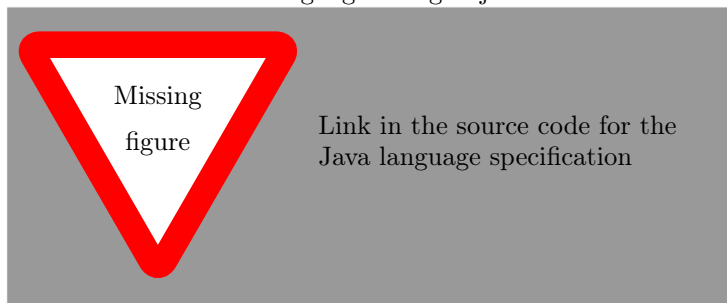 Missing
figure
Link in the source code for the
Java language specification